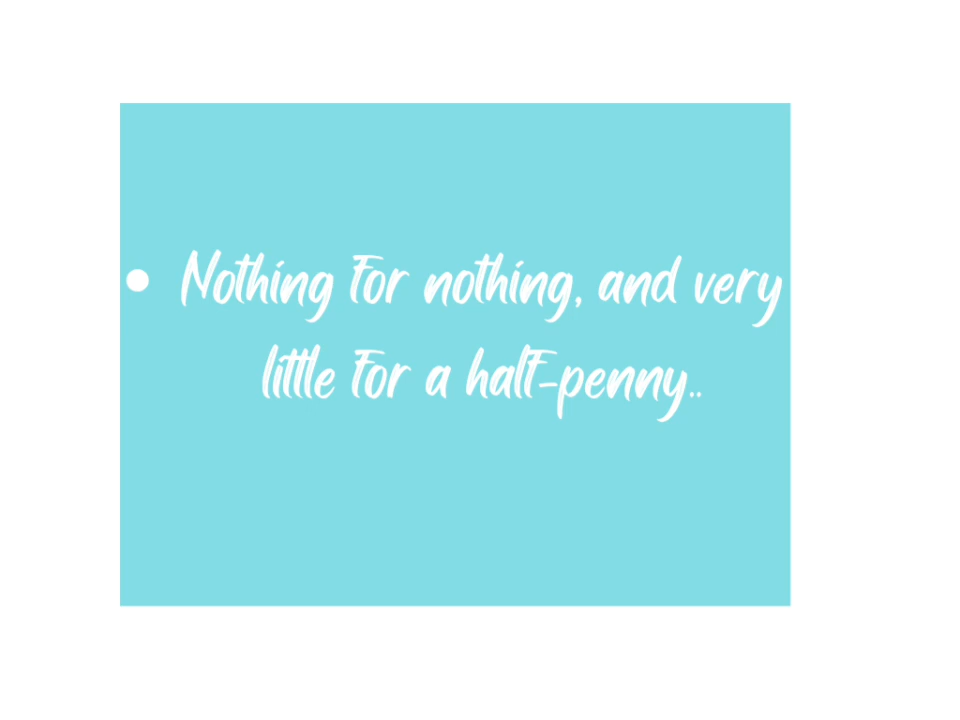 • Nothing for nothing, and very
little for a half-penny..